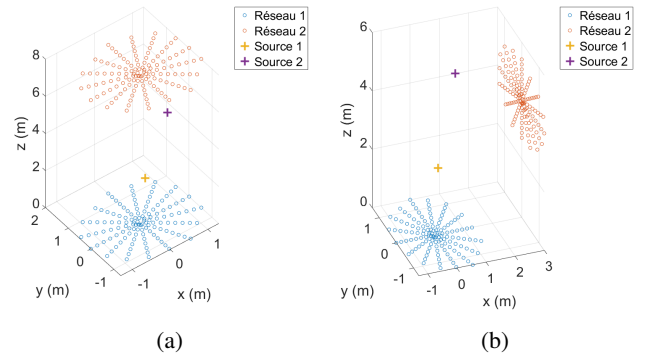 Réseau 1
Réseau 2
Source 1
Source 2
8
6
4
2
0
z (m)
2
1
0
-1
y (m)
-1
0
1
x (m)
(a)
Réseau 1
Réseau 2
Source 1
Source 2
6
4
2
0
z (m)
1
0
-1
y (m)
-1
0
1
2
3
x (m)
(b)